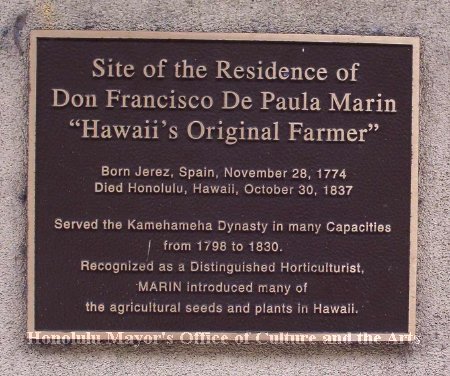 Site of the Residence of
Don Francisco De Paula Marin
"Hawaii's Original Farmer"
Born Jerez, Spain, November 28, 1774
Died Honolulu, Hawaii, October 30, 1837
Served the Kamehameha Dynasty in many Capacities
from 1798 to 1830.
Recognized as a Distinguished Horticulturist,
MARIN introduced many of
the agricultural seeds and plants in Hawaii.
Honolulu Mayor's Office of Culture and the Arts